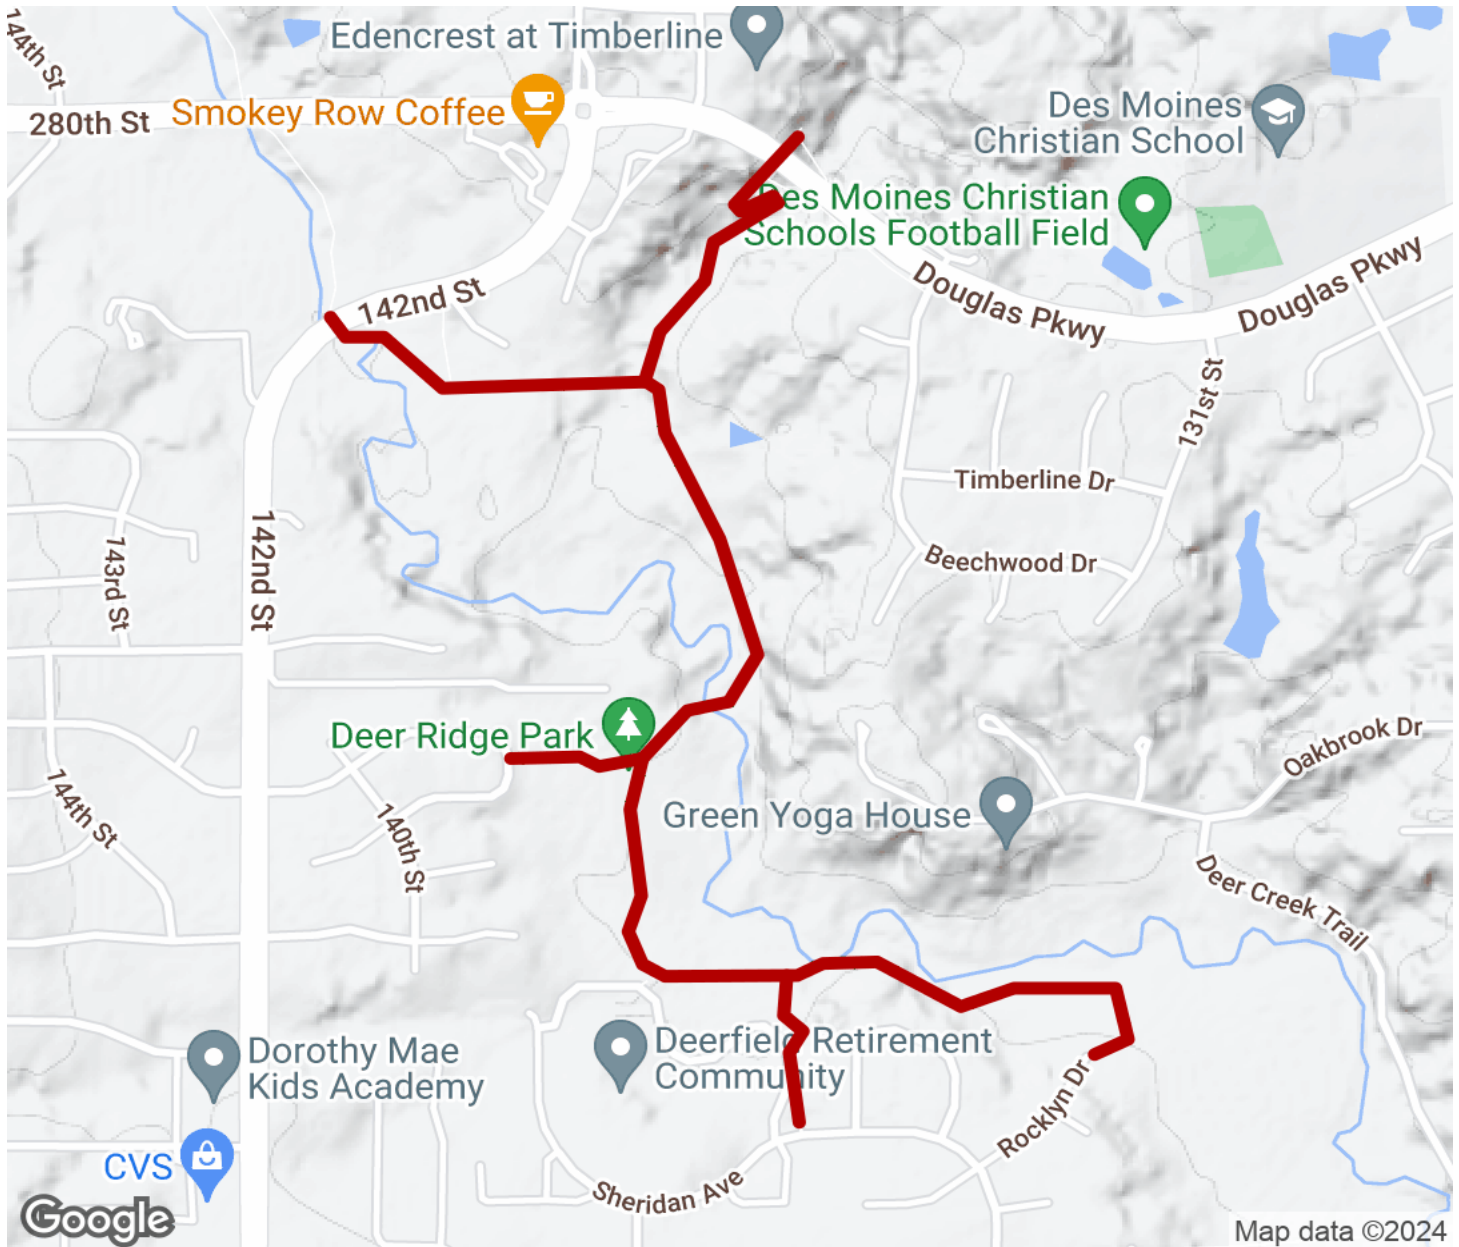 144th St
Edencrest at Timberline
280th St
Smokey Row Coffee
Des Moines
Christian School
Des Moines Christian
Schools Football Field
142nd St
Douglas Pkwy
Douglas Pkwy
131st St
Timberline Dr
142nd St
143rd St
Beechwood Dr
Deer Ridge Park
Oakbrook Dr
144th St
140th St
Green Yoga House
Deer Creek Trail
Dorothy Mae
Kids Academy
Deerfield Retirement
Community
Rocklyn Dr
CVS
Sheridan Ave
Google
Map data ©2024